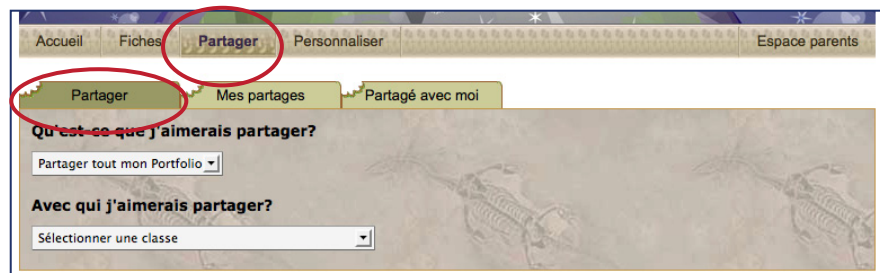 Accueil Fiches Partager Personnaliser Espace parents
Partager Mes partages Partagé avec moi
Qu'est-ce que j'aimerais partager?
Partager tout mon Portfolio
Avec qui j'aimerais partager?
Sélectionner une classe